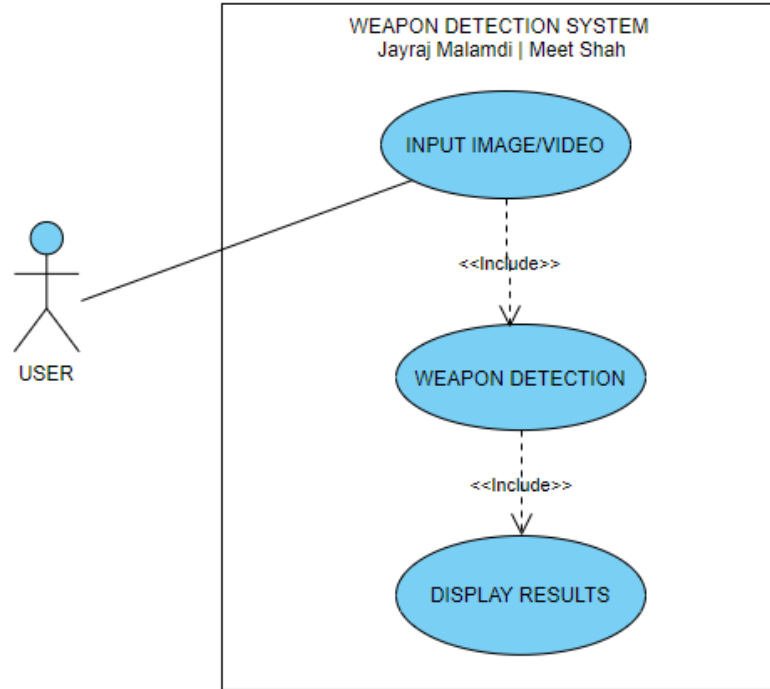 WEAPON DETECTION SYSTEM
Jayraj Malamdi | Meet Shah
INPUT IMAGE/VIDEO
<<Include>>
USER
WEAPON DETECTION
<<Include>>
DISPLAY RESULTS